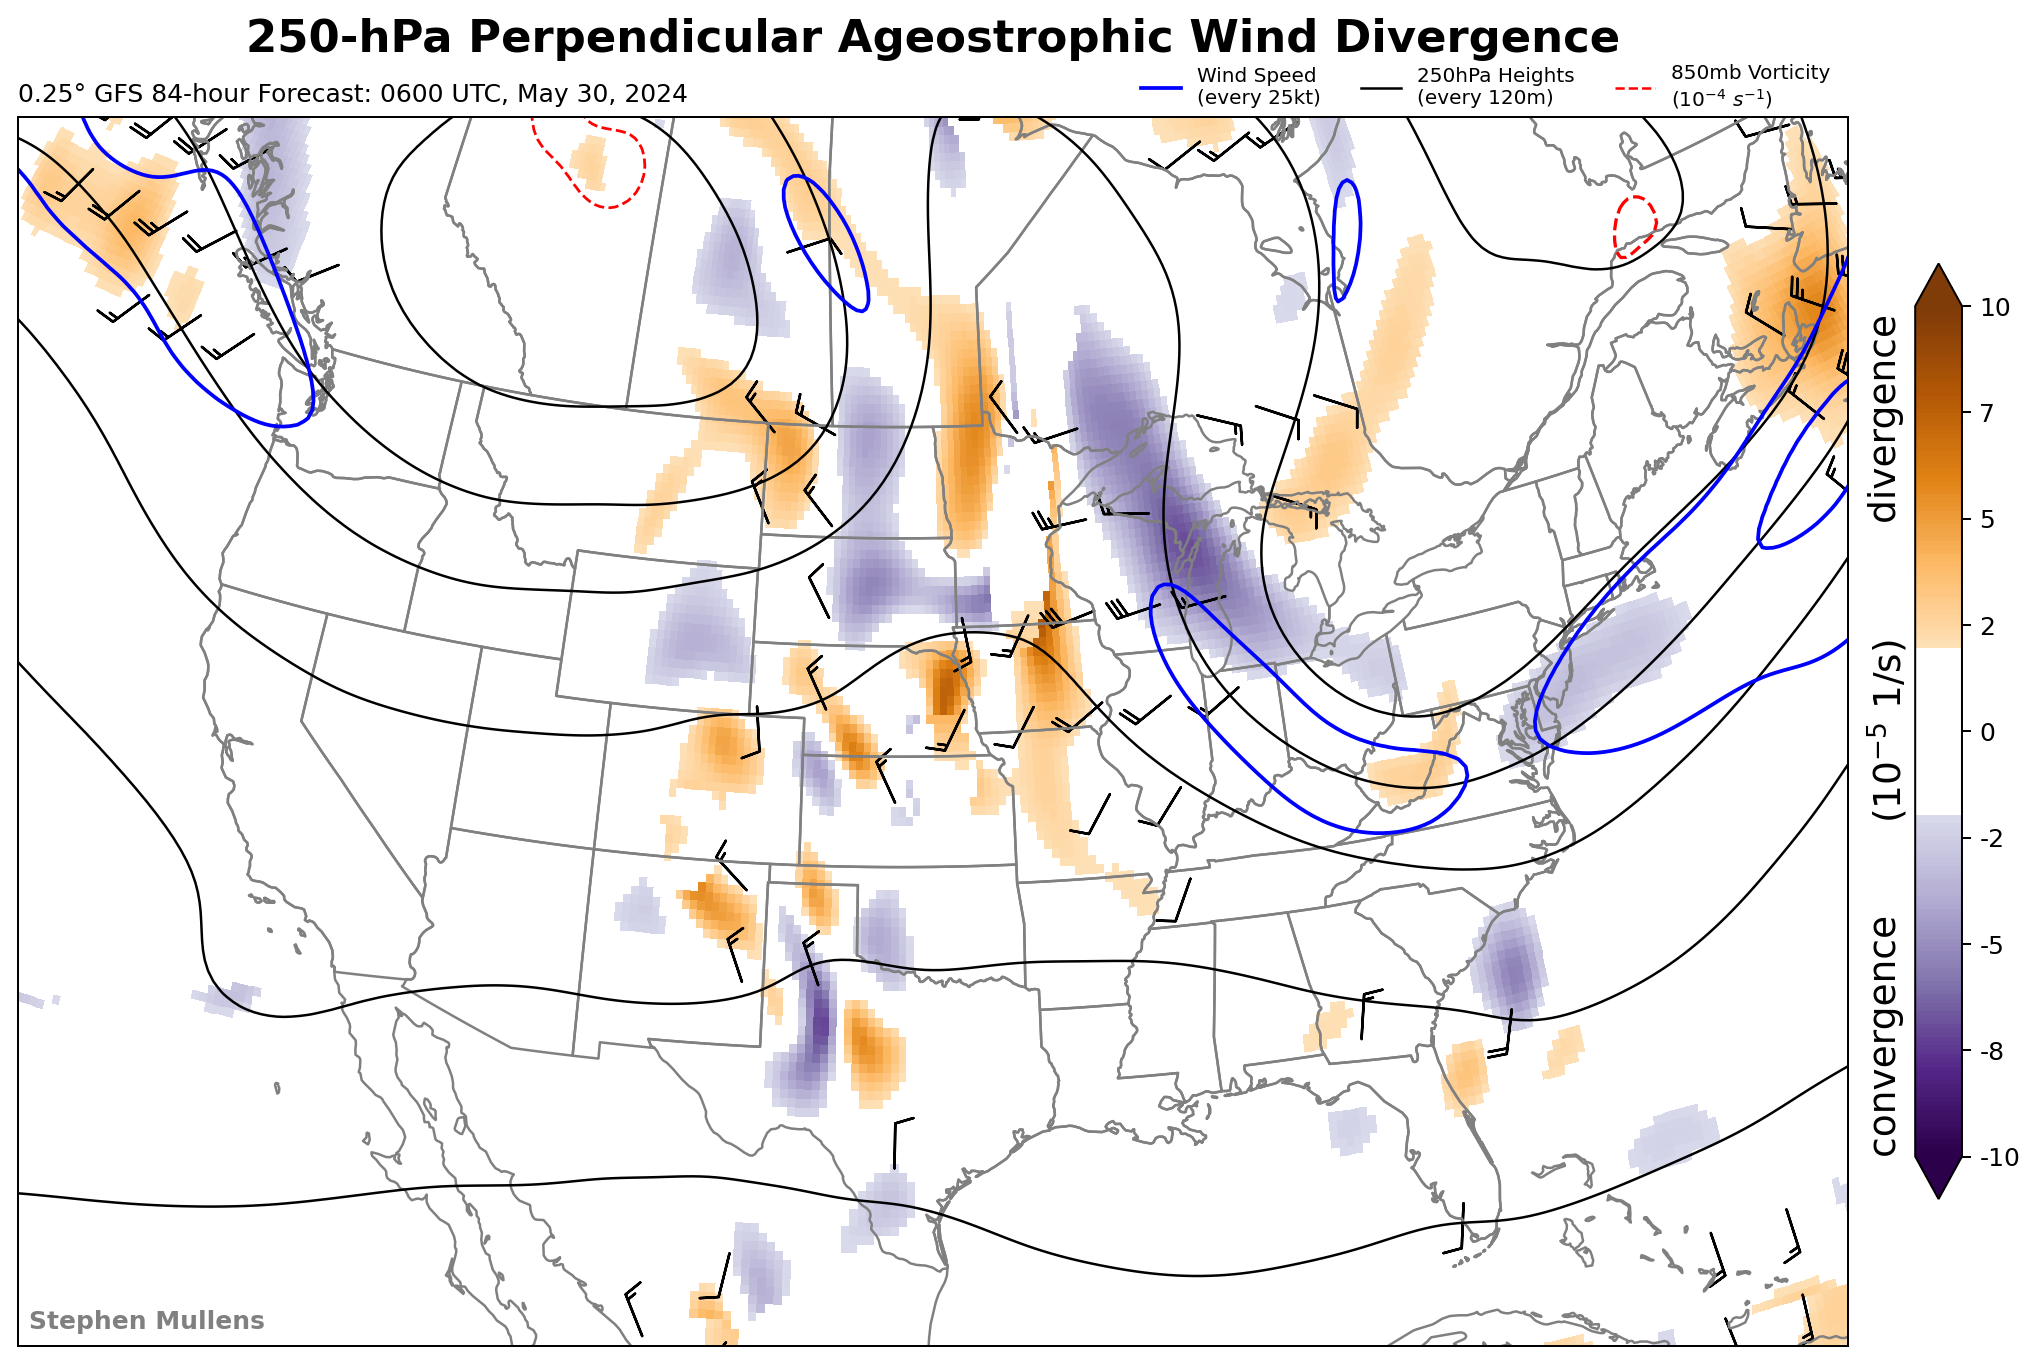 250-hPa Perpendicular Ageostrophic Wind Divergence
0.25° GFS 84-hour Forecast: 0600 UTC, May 30, 2024
Wind Speed
(every 25kt)
250hPa Heights
(every 120m)
850mb Vorticity
(10⁻⁴ s⁻¹)
10
7
5
2
0
-2
-5
-8
-10
convergence (10⁻⁵ 1/s) divergence
Stephen Mullens